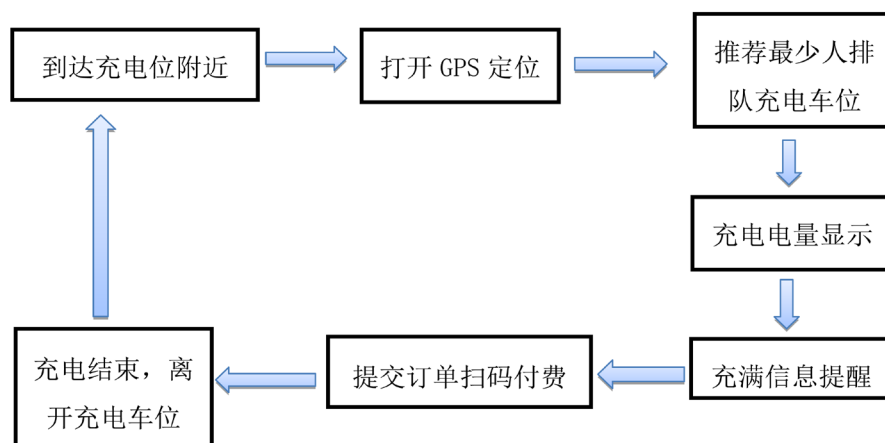 到达充电位附近
打开 GPS 定位
推荐最少人排
队充电车位
充电电量显示
充满信息提醒
提交订单扫码付费
充电结束，离
开充电车位